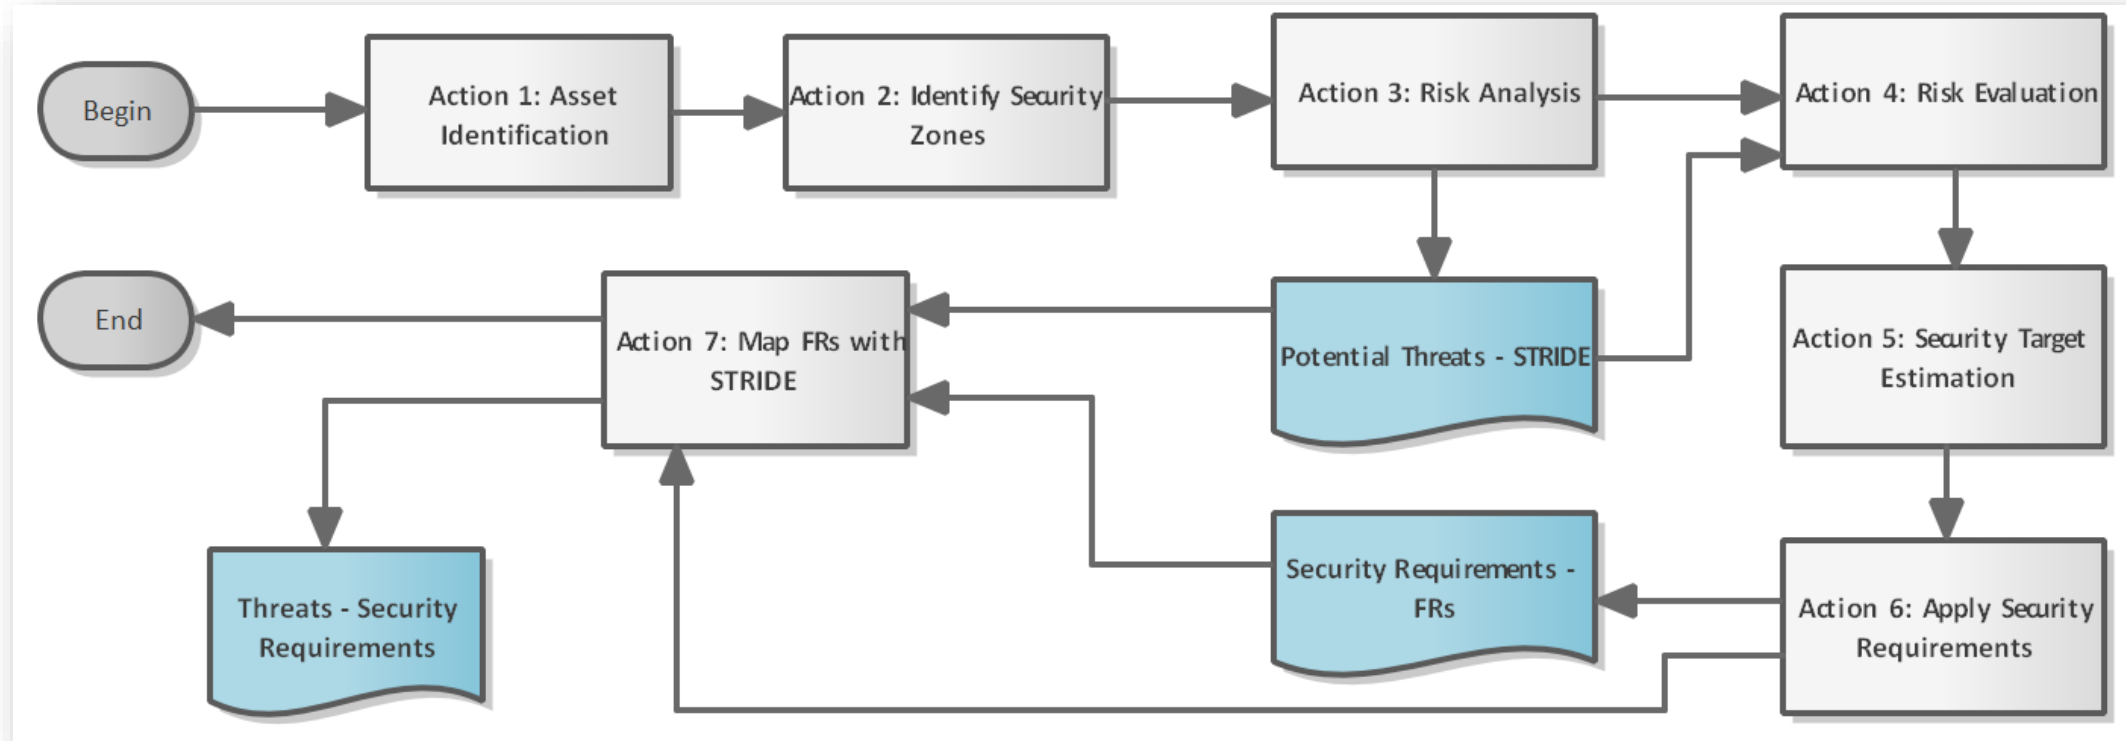 Begin
Action 1: Asset
Identification
Action 2: Identify Security
Zones
Action 3: Risk Analysis
Action 4: Risk Evaluation
End
Action 7: Map FRs with
STRIDE
Potential Threats - STRIDE
Action 5: Security Target
Estimation
Threats - Security
Requirements
Security Requirements -
FRs
Action 6: Apply Security
Requirements